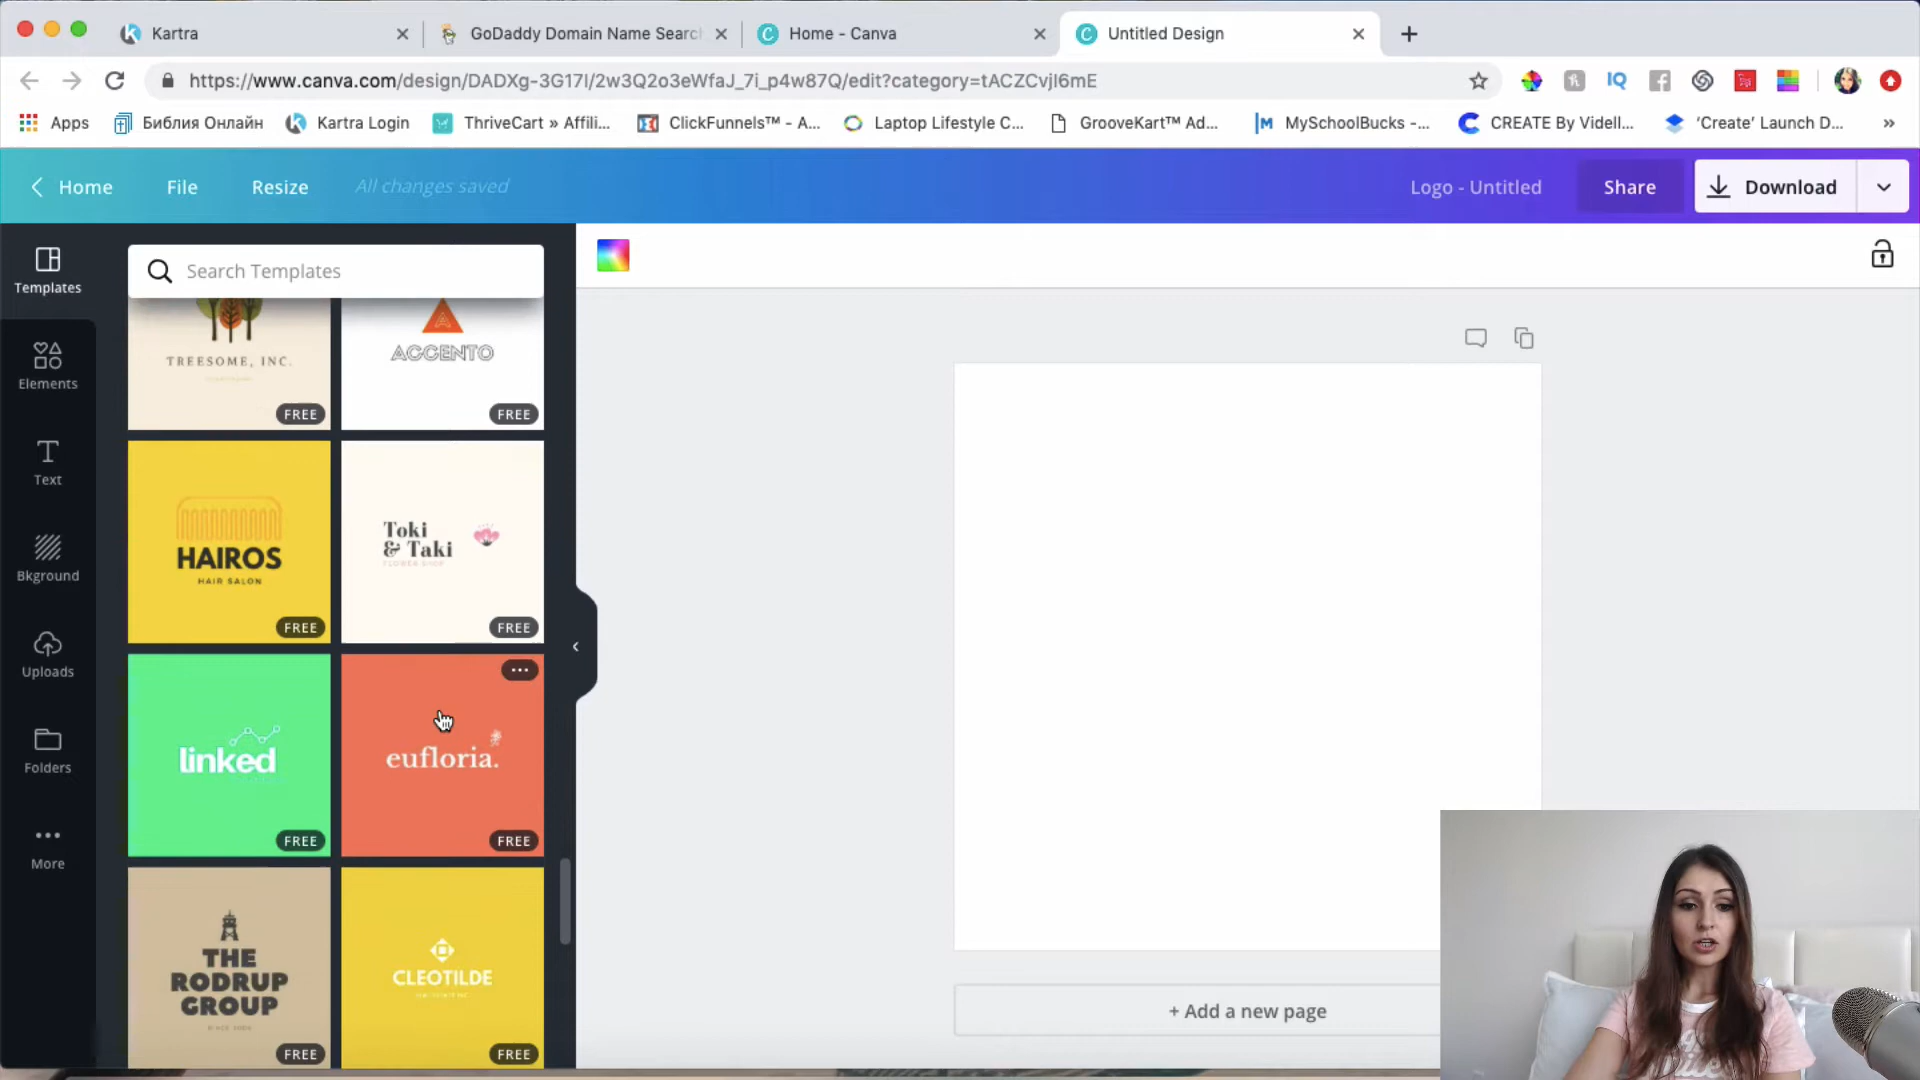 Kartra
GoDaddy Domain Name Searc
Home - Canva
Untitled Design
https://www.canva.com/design/DADXg-3G17I/2w3Q2o3eWfaJ_7i_p4w87Q/edit?category=tACZCvjI6mE
Apps
Библия Онлайн
Kartra Login
ThriveCart » Affili...
ClickFunnels™ - A...
Laptop Lifestyle C...
GrooveKart™ Ad...
MySchoolBucks -...
CREATE By Videll...
‘Create’ Launch D...
»
Home
File
Resize
All changes saved
Logo - Untitled
Share
Download
Templates
Elements
Text
Bkground
Uploads
Folders
More
Search Templates
TREESOME, INC.
FREE
ACCENTO
FREE
HAIROS
HAIR SALON
FREE
Toki
& Taki
FLOWER SHOP
FREE
linked
FREE
eufloria.
FREE
THE
RODRUP
GROUP
FREE
CLEOTILDE
FREE
+ Add a new page